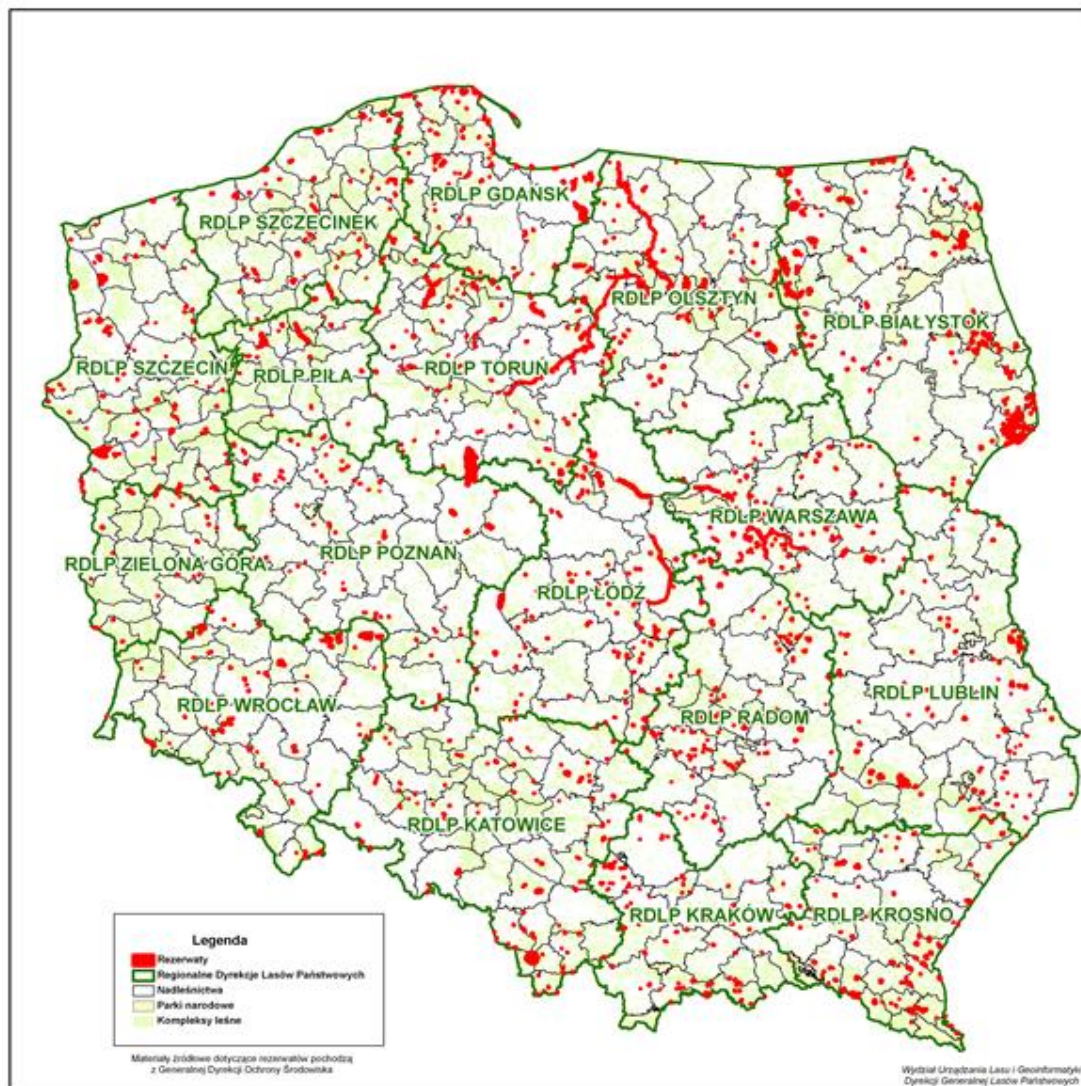 RDLP GDAŃSK
RDLP SZCZECINEK
RDLP OLSZTYN
RDLP BIAŁYSTOK
RDLP SZCZECIN
RDLP PIŁA
RDLP TORUŃ
RDLP WARSZAWA
RDLP ZIELONA GÓRA
RDLP POZNAŃ
RDLP ŁÓDŹ
RDLP LUBLIN
RDLP WROCŁAW
RDLP RADOM
RDLP KATOWICE
RDLP KRAKÓW
RDLP KROSNO
Legenda
Rezerwaty
Regionalne Dyrekcje Lasów Państwowych
Nadleśnictwa
Parki narodowe
Kompleksy leśne
Materiały źródłowe dotyczące rezerwatów pochodzą
z Generalnej Dyrekcji Ochrony Środowiska
Wydział Urządzania Lasu i Geoinformatyki
Dyrekcji Generalnej Lasów Państwowych